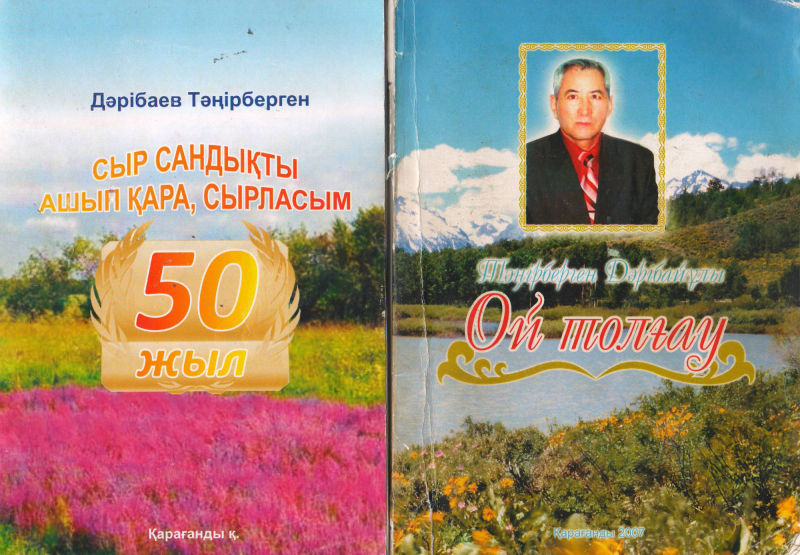 Дәрібаев Тәңірберген
СЫР САНДЫҚТЫ
АШЫП ҚАРА, СЫРЛАСЫМ
50
ЖЫЛ
Қарағанды қ.
Тәңірберген Дәрібайұлы
Ой толғау
Қарағанды 2007